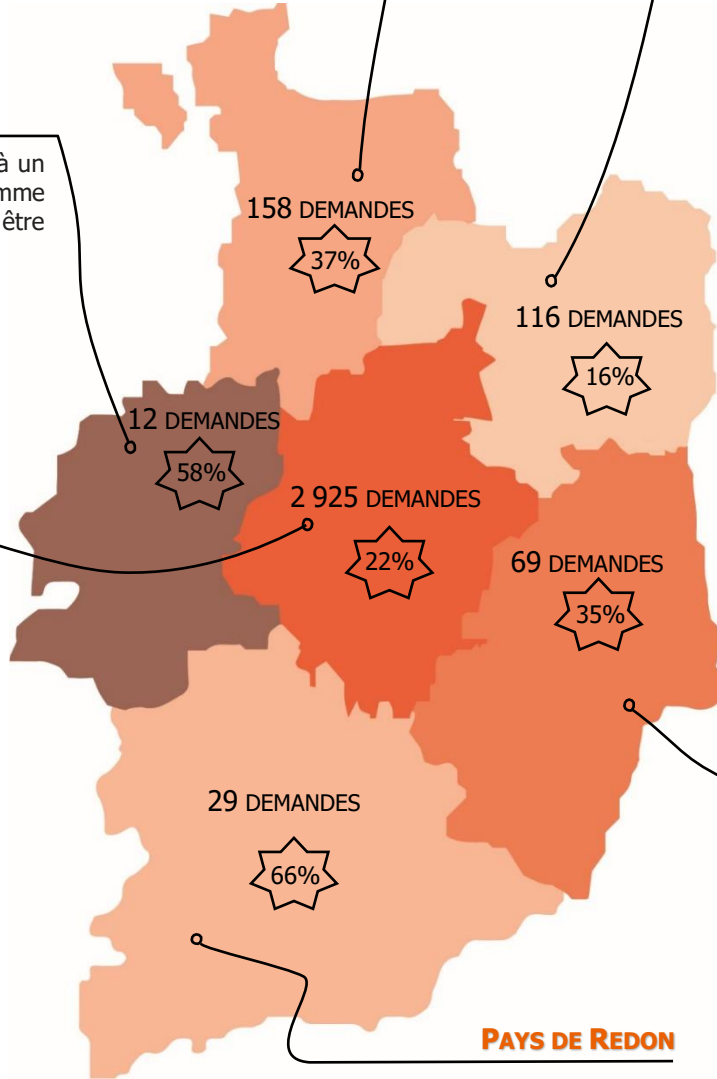 à un
mme
être
158 DEMANDES
37%
116 DEMANDES
16%
12 DEMANDES
58%
2 925 DEMANDES
22%
69 DEMANDES
35%
29 DEMANDES
66%
PAYS DE REDON